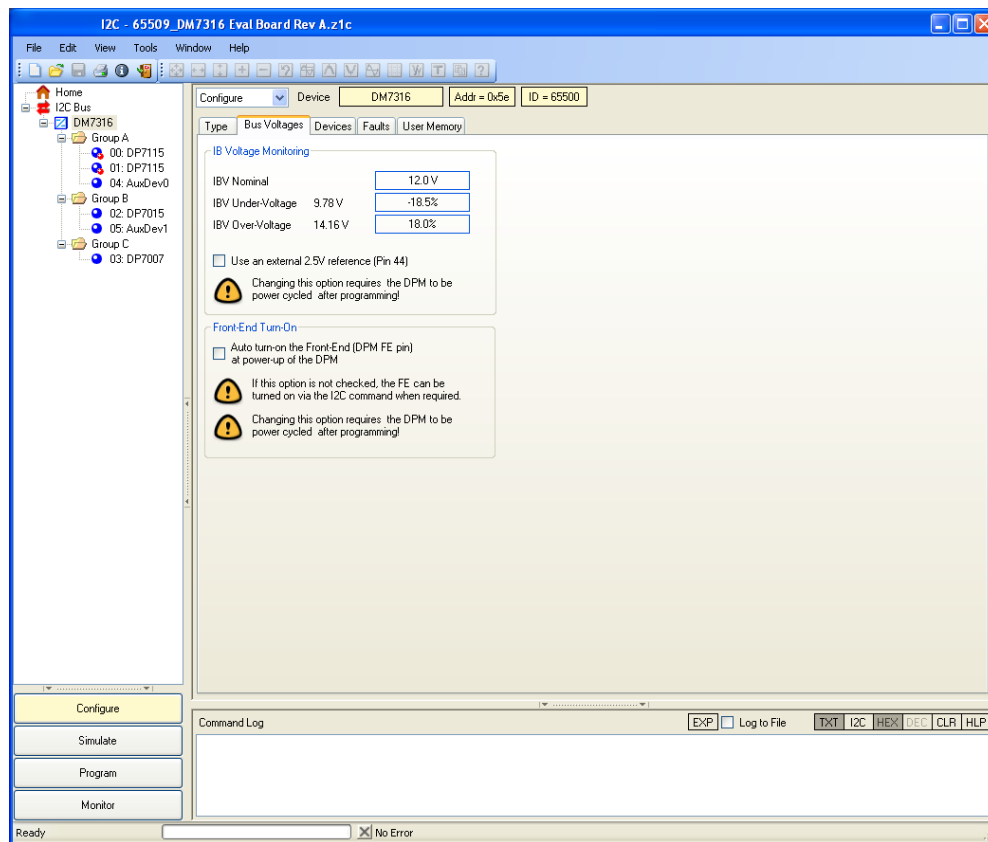 I2C - 65509_DM7316 Eval Board Rev A.z1c
File Edit View Tools Window Help
Home
I2C Bus
DM7316
Group A
00: DP7115
01: DP7115
04: AuxDev0
Group B
02: DP7015
05: AuxDev1
Group C
03: DP7007
Configure Device DM7316 Addr = 0x5e ID = 65500
Type Bus Voltages Devices Faults User Memory
IB Voltage Monitoring
IBV Nominal 12.0 V
IBV Under-Voltage 9.78 V -18.5%
IBV Over-Voltage 14.16 V 18.0%
Use an external 2.5V reference (Pin 44)
Changing this option requires the DPM to be
power cycled after programming!
Front-End Turn-On
Auto turn-on the Front-End (DPM FE pin)
at power-up of the DPM
If this option is not checked, the FE can be
turned on via the I2C command when required.
Changing this option requires the DPM to be
power cycled after programming!
Configure
Simulate
Program
Monitor
Command Log EXP Log to File TXT I2C HEX DEC CLR HLP
Ready No Error